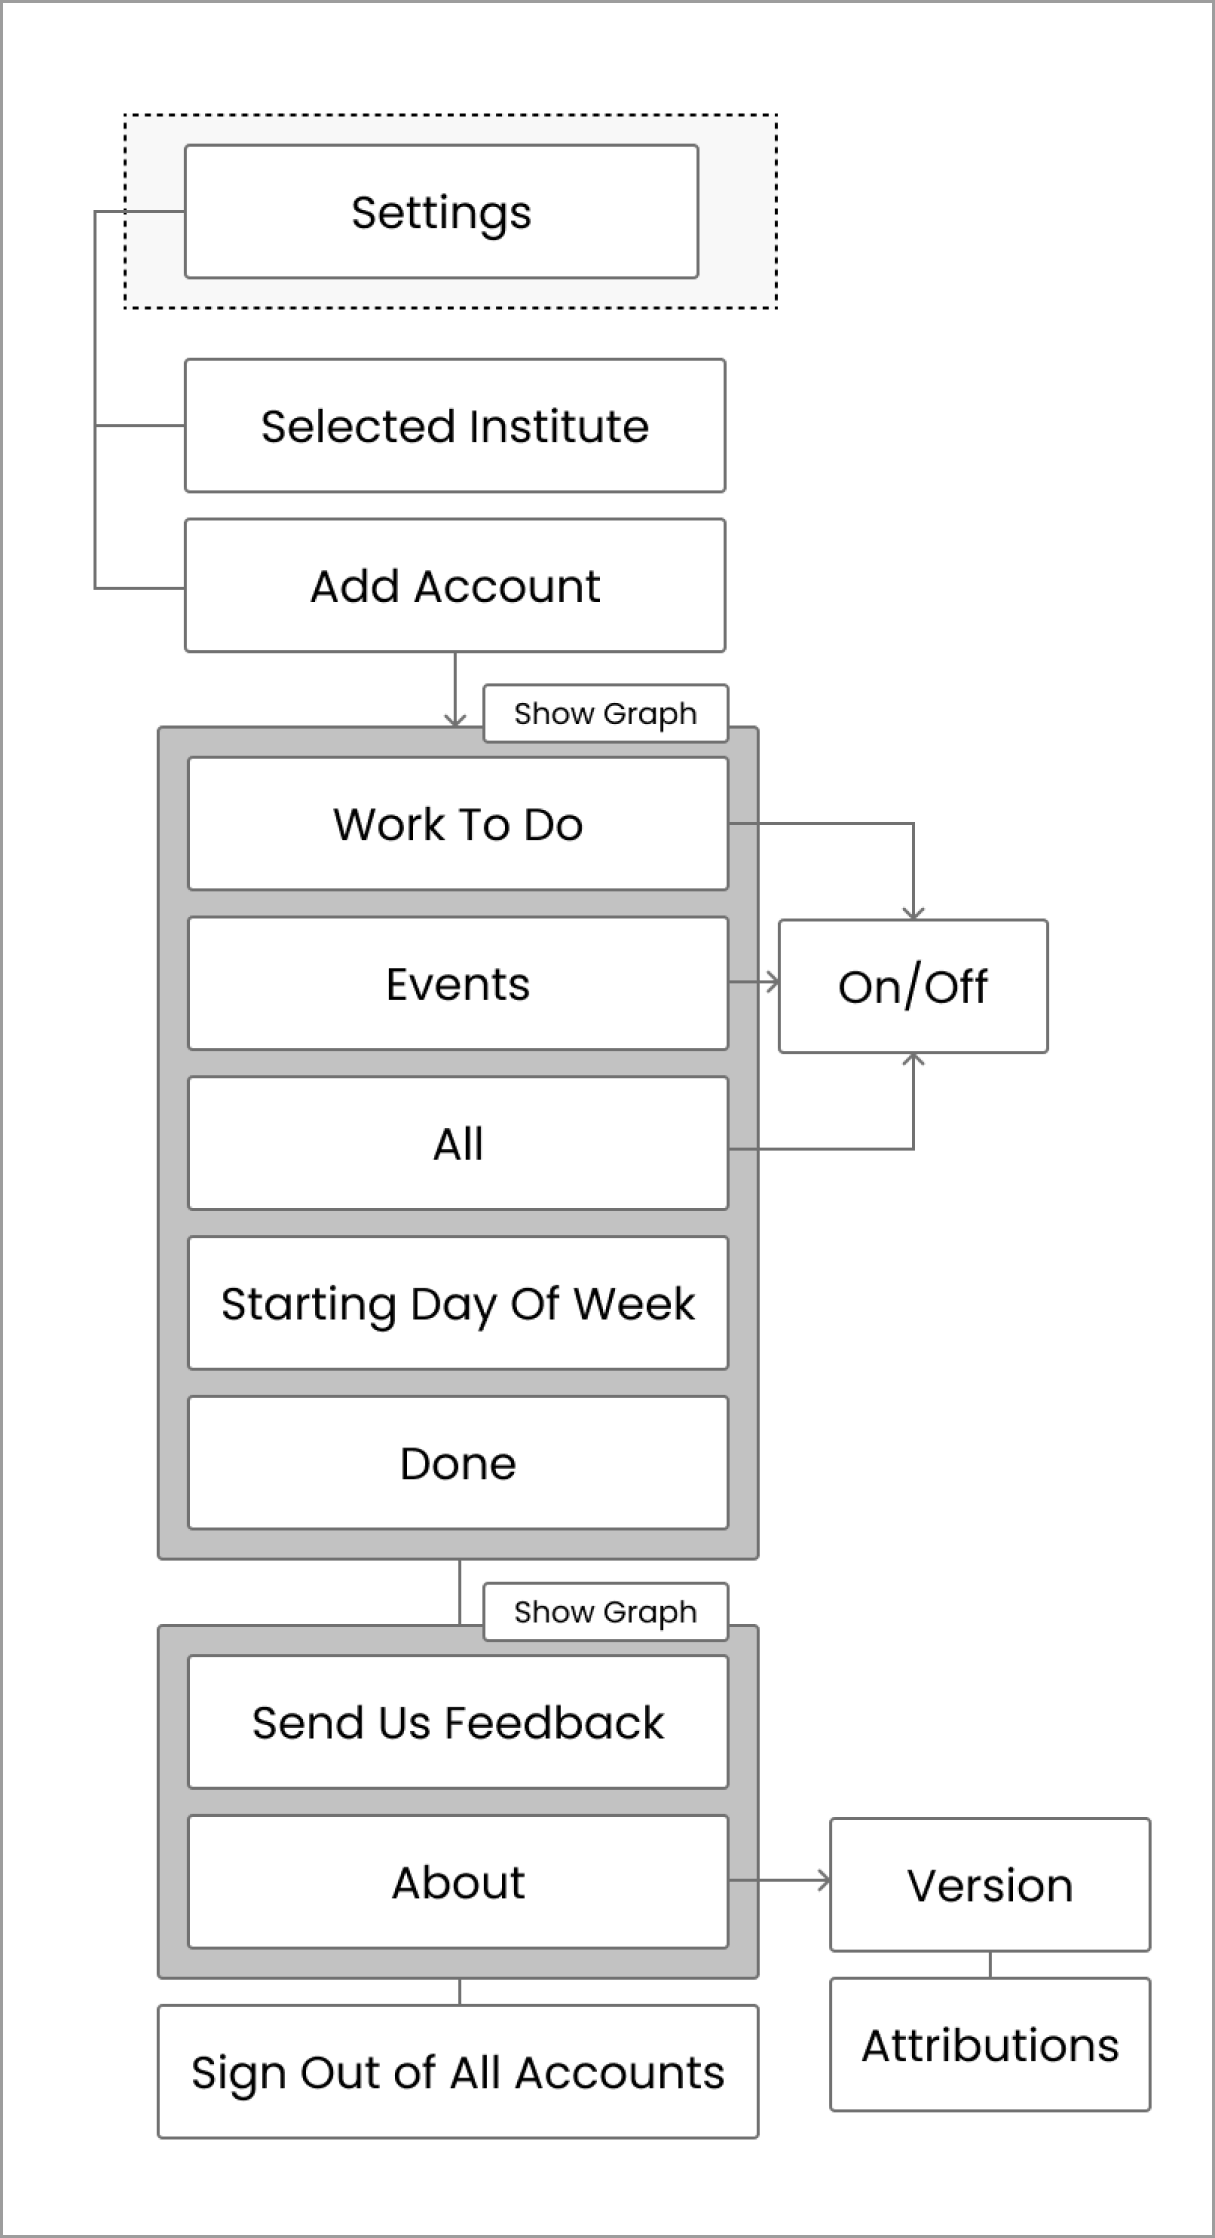 Settings
Selected Institute
Add Account
Show Graph
Work To Do
Events
On/Off
All
Starting Day Of Week
Done
Show Graph
Send Us Feedback
About
Version
Attributions
Sign Out of All Accounts